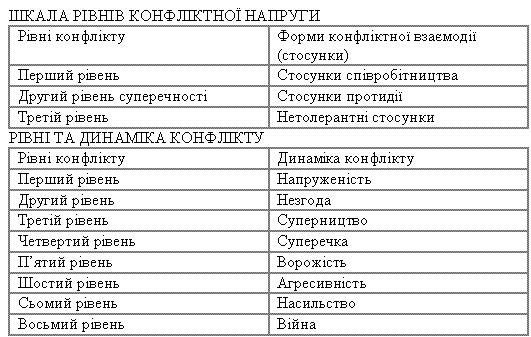 ШКАЛА РІВНІВ КОНФЛІКТНОЇ НАПРУГИ
Рівні конфлікту Форми конфліктної взаємодії
(стосунки)
Перший рівень Стосунки співробітництва
Другий рівень суперечності Стосунки протидії
Третій рівень Нетолерантні стосунки
РІВНІ ТА ДИНАМІКА КОНФЛІКТУ
Рівні конфлікту Динаміка конфлікту
Перший рівень Напруженість
Другий рівень Незгода
Третій рівень Суперництво
Четвертий рівень Суперечка
П'ятий рівень Ворожість
Шостий рівень Агресивність
Сьомий рівень Насильство
Восьмий рівень Війна